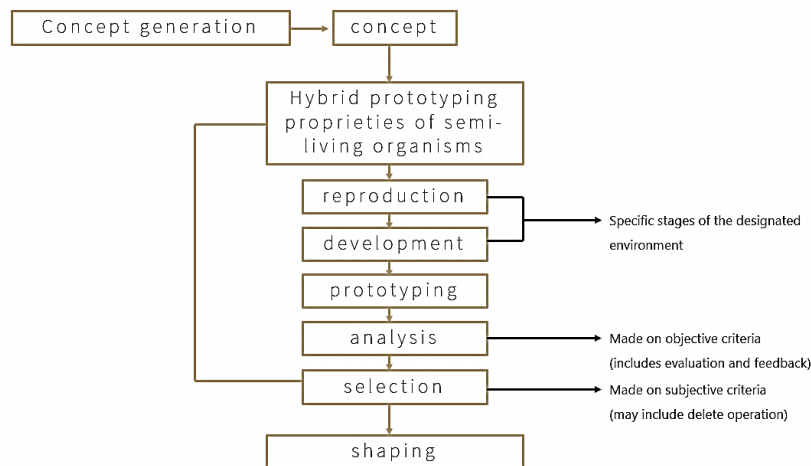 Concept generation
concept
Hybrid prototyping
proprieties of semi-
living organisms
reproduction
Specific stages of the designated
environment
development
prototyping
analysis
Made on objective criteria
(includes evaluation and feedback)
selection
Made on subjective criteria
(may include delete operation)
shaping